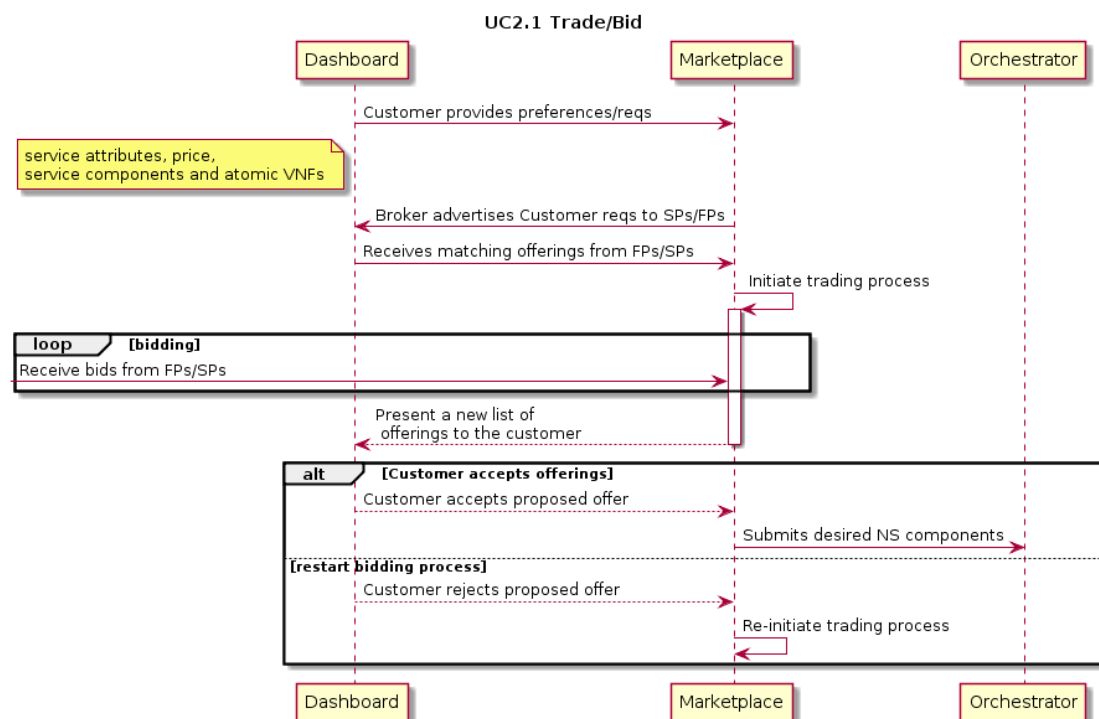 UC2.1 Trade/Bid
Dashboard
Marketplace
Orchestrator
Customer provides preferences/reqs
service attributes, price,
service components and atomic VNFs
Broker advertises Customer reqs to SPs/FPs
Receives matching offerings from FPs/SPs
Initiate trading process
loop
[bidding]
Receive bids from FPs/SPs
Present a new list of
offerings to the customer
alt
[Customer accepts offerings]
Customer accepts proposed offer
Submits desired NS components
[restart bidding process]
Customer rejects proposed offer
Re-initiate trading process
Dashboard
Marketplace
Orchestrator